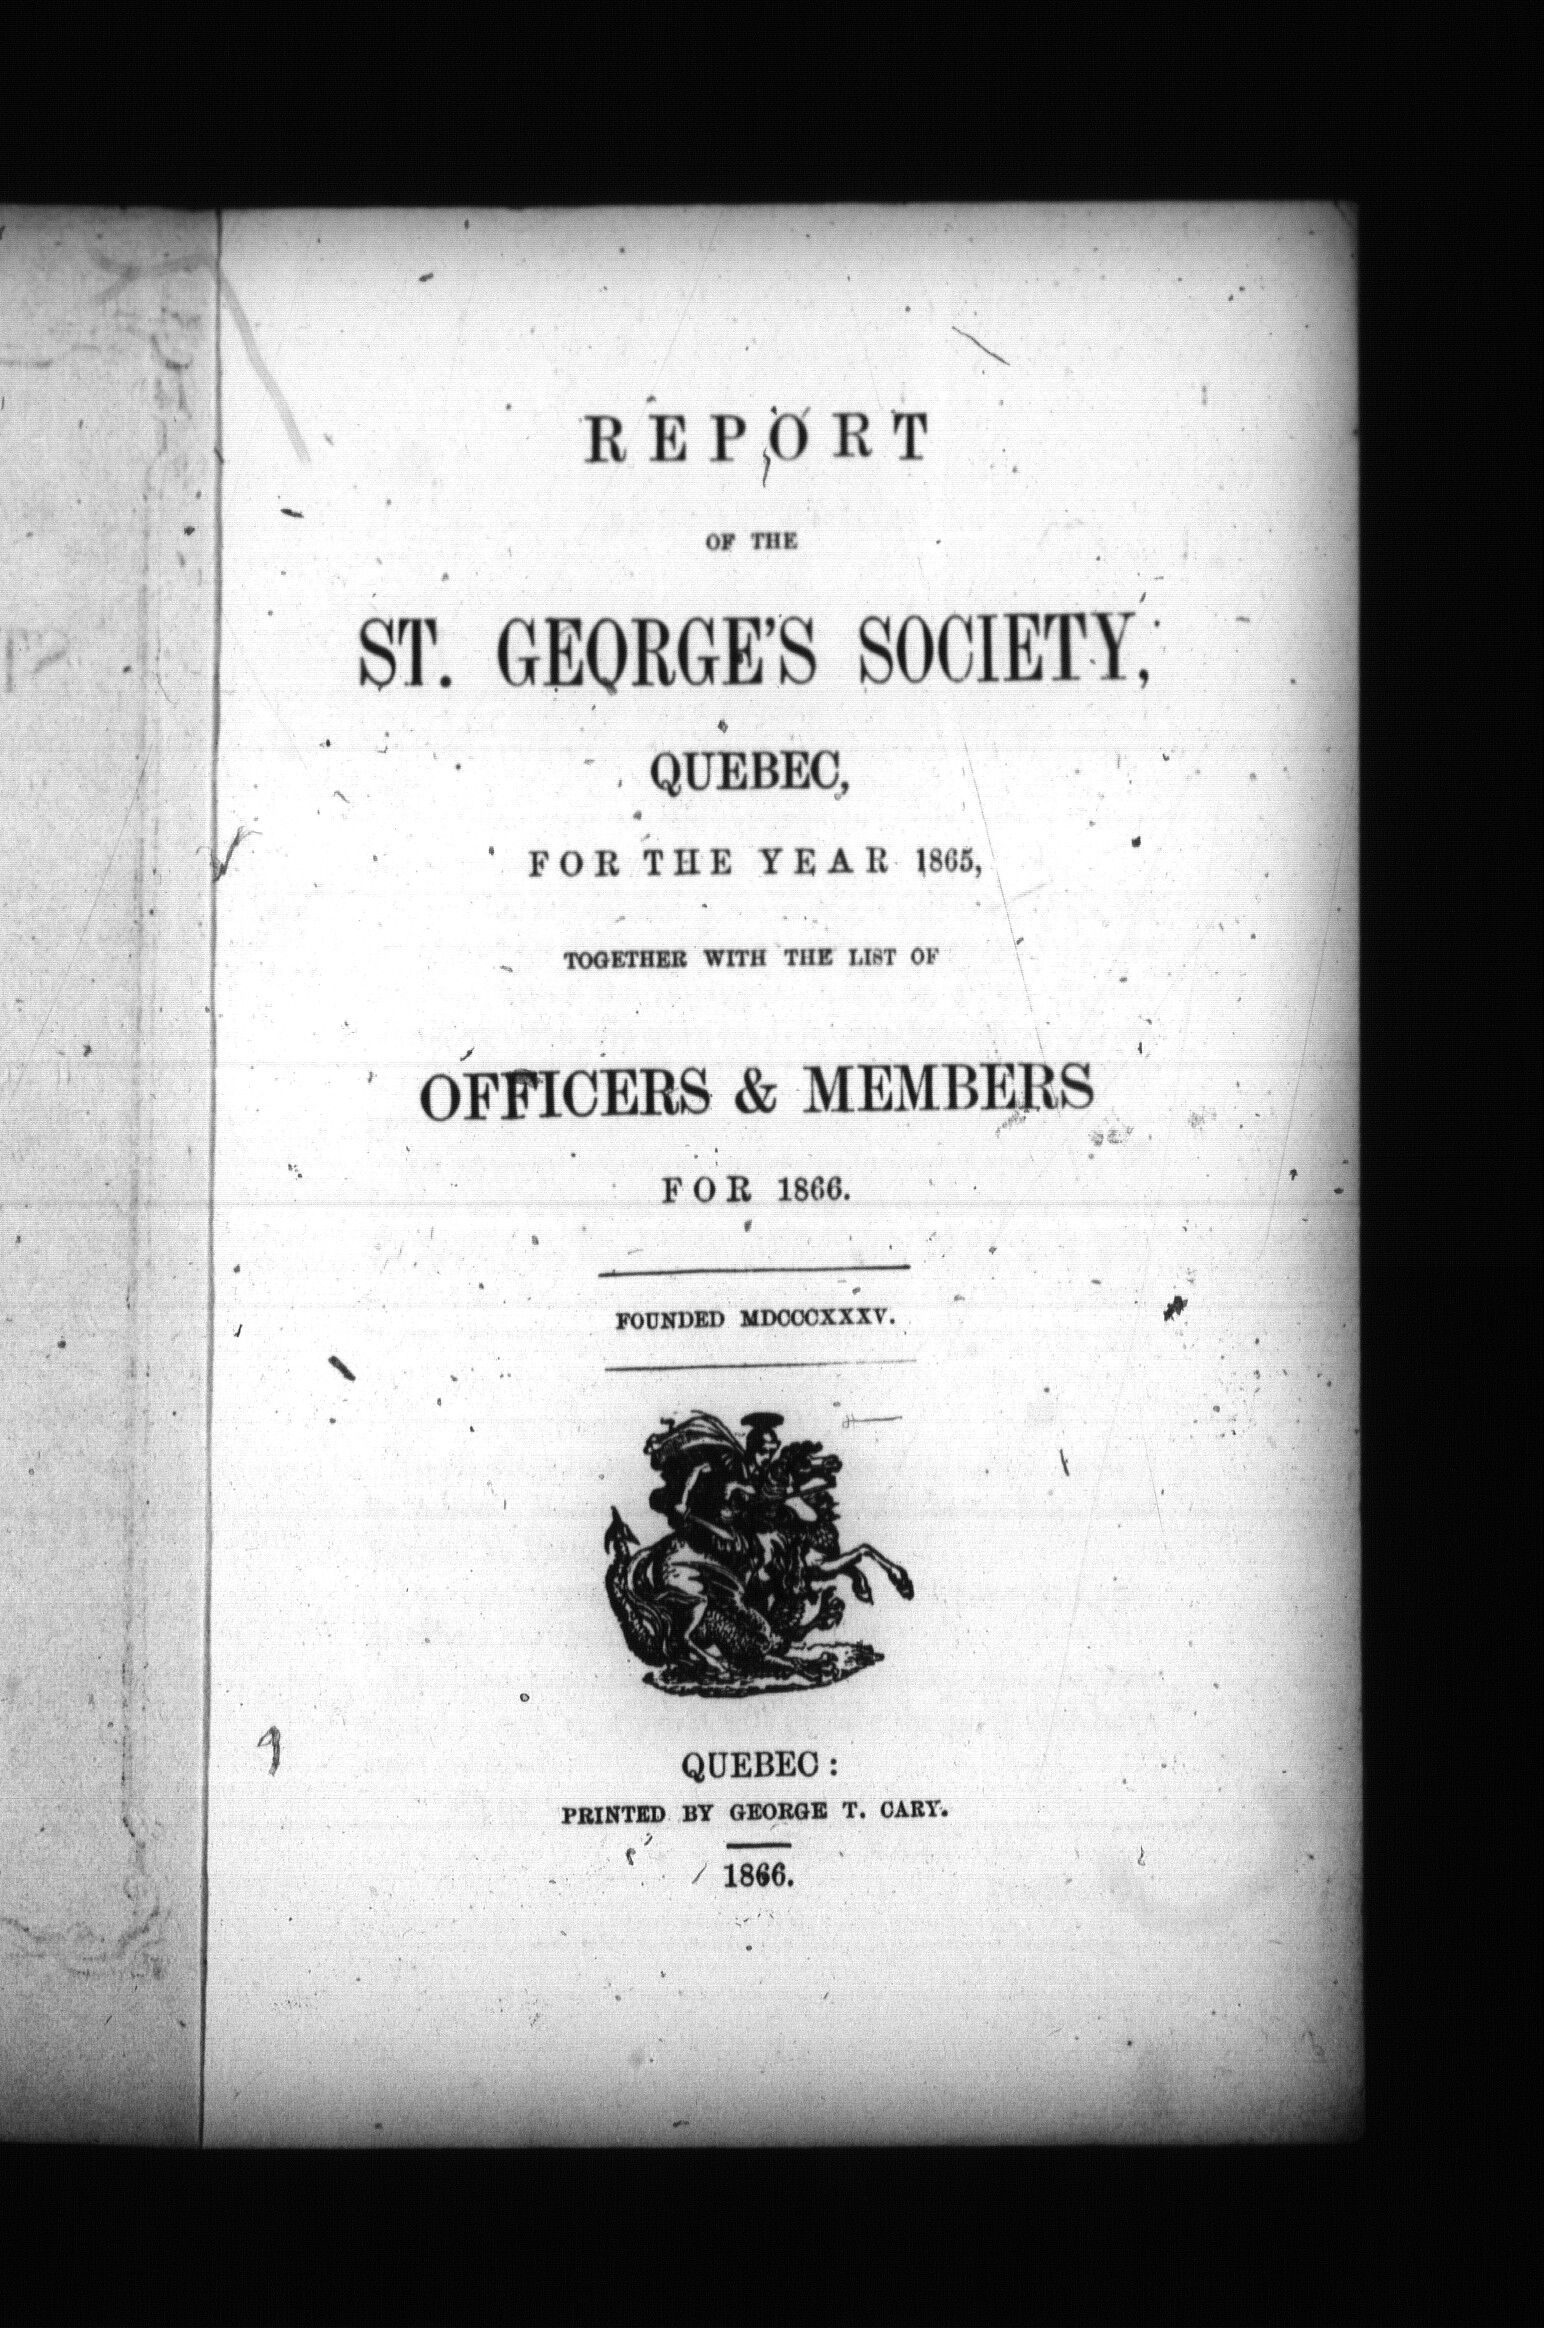 REPORT
OF THE
ST. GEORGE'S SOCIETY,
QUEBEC,
FOR THE YEAR 1865,
TOGETHER WITH THE LIST OF
OFFICERS & MEMBERS
FOR 1866.
FOUNDED MDCCCXXXV.
QUEBEC:
PRINTED BY GEORGE T. CARY.
1866.